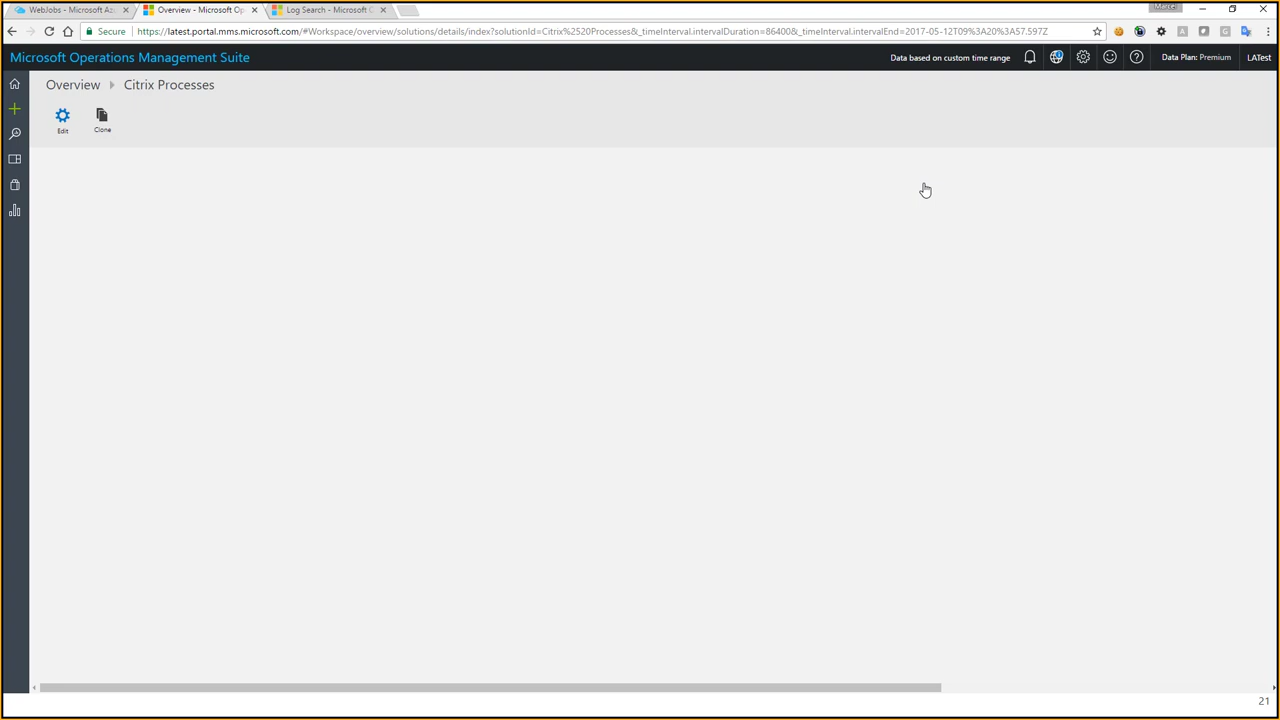 WebJobs - Microsoft Az
Overview - Microsoft Op
Log Search - Microsoft O
Marcel
Secure
https://latest.portal.mms.microsoft.com/#Workspace/overview/solutions/details/index?solutionId=Citrix%2520Processes&_timeInterval.intervalDuration=86400&_timeInterval.intervalEnd=2017-05-12T09%3A20%3A57.597Z
Microsoft Operations Management Suite
Data based on custom time range
Data Plan: Premium
LATest
Overview
Citrix Processes
Edit
Clone
21